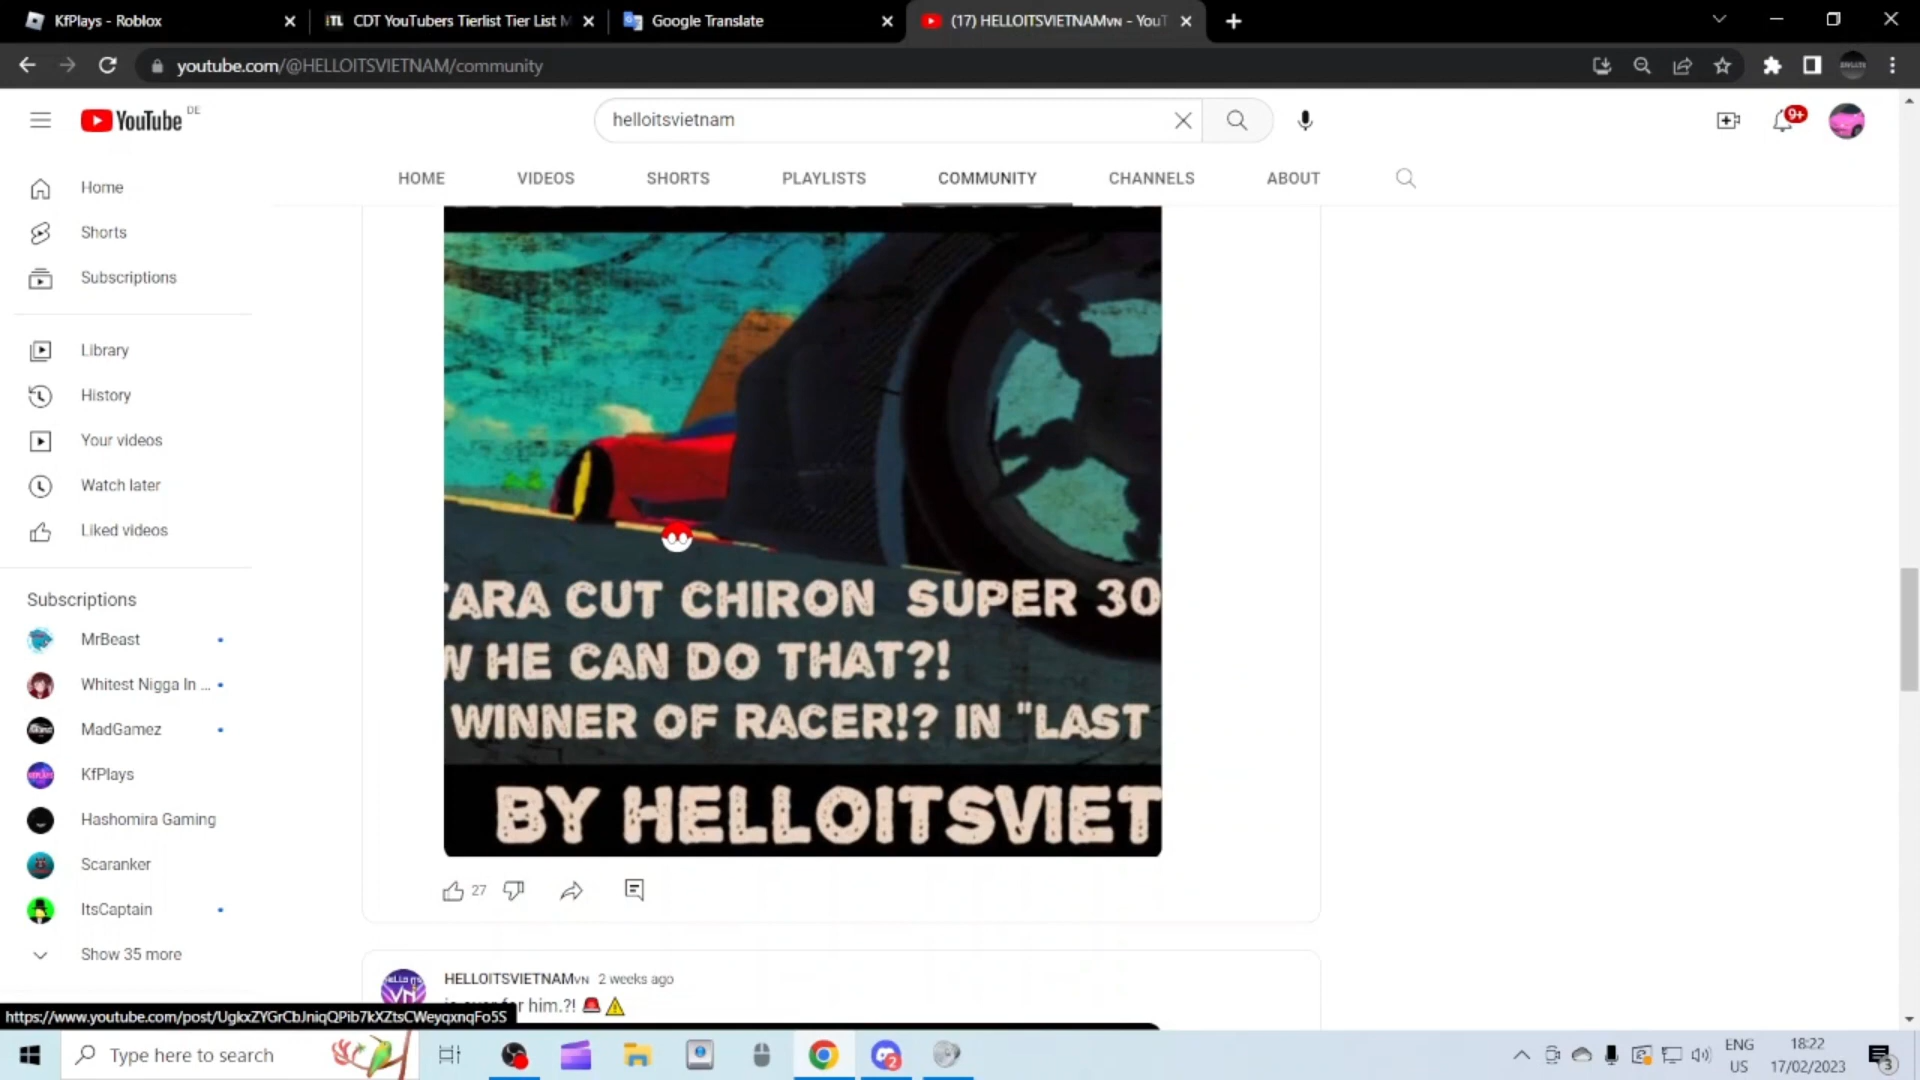 KfPlays - Roblox
CDT YouTubers Tierlist Tier List M
Google Translate
(17) HELLOITSVIETNAMVN - YouT
youtube.com/@HELLOITSVIETNAM/community
YouTube DE
helloitsvietnam
9+
HOME VIDEOS SHORTS PLAYLISTS COMMUNITY CHANNELS ABOUT
Home
Shorts
Subscriptions
Library
History
Your videos
Watch later
Liked videos
Subscriptions
MrBeast
Whitest Nigga In ...
MadGamez
KfPlays
Hashomira Gaming
Scaranker
ItsCaptain
Show 35 more
TARA CUT CHIRON SUPER 30
W HE CAN DO THAT?!
WINNER OF RACER!? IN "LAST
BY HELLOITSVIET
27
HELLOITSVIETNAMVN 2 weeks ago
r him.?! 🚨⚠️
https://www.youtube.com/post/UgkxZYGrCbJniqQPib7kXZtsCWeyqxnqFo5S
Type here to search
2
ENG
US
18:22
17/02/2023
3